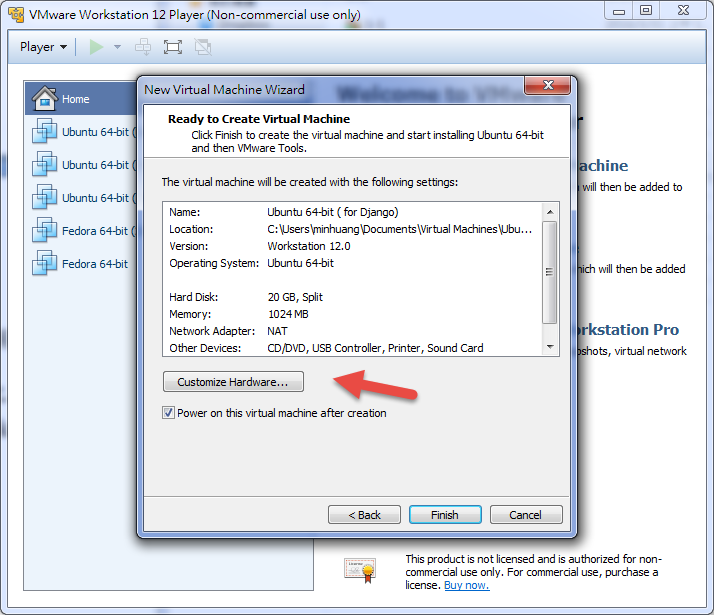 VMware Workstation 12 Player (Non-commercial use only)
Player
Home
Ubuntu 64-bit (
Ubuntu 64-bit (
Ubuntu 64-bit (
Fedora 64-bit (
Fedora 64-bit
Welcome to VMware
achine
will then be added to
hich will then be added
rkstation Pro
pshots, virtual network
New Virtual Machine Wizard
Ready to Create Virtual Machine
Click Finish to create the virtual machine and start installing Ubuntu 64-bit
and then VMware Tools.
The virtual machine will be created with the following settings:
Name: Ubuntu 64-bit ( for Django)
Location: C:\Users\minhuang\Documents\Virtual Machines\Ubu...
Version: Workstation 12.0
Operating System: Ubuntu 64-bit
Hard Disk: 20 GB, Split
Memory: 1024 MB
Network Adapter: NAT
Other Devices: CD/DVD, USB Controller, Printer, Sound Card
Customize Hardware...
Power on this virtual machine after creation
< Back
Finish
Cancel
This product is not licensed and is authorized for non-
commercial use only. For commercial use, purchase a
license. Buy now.